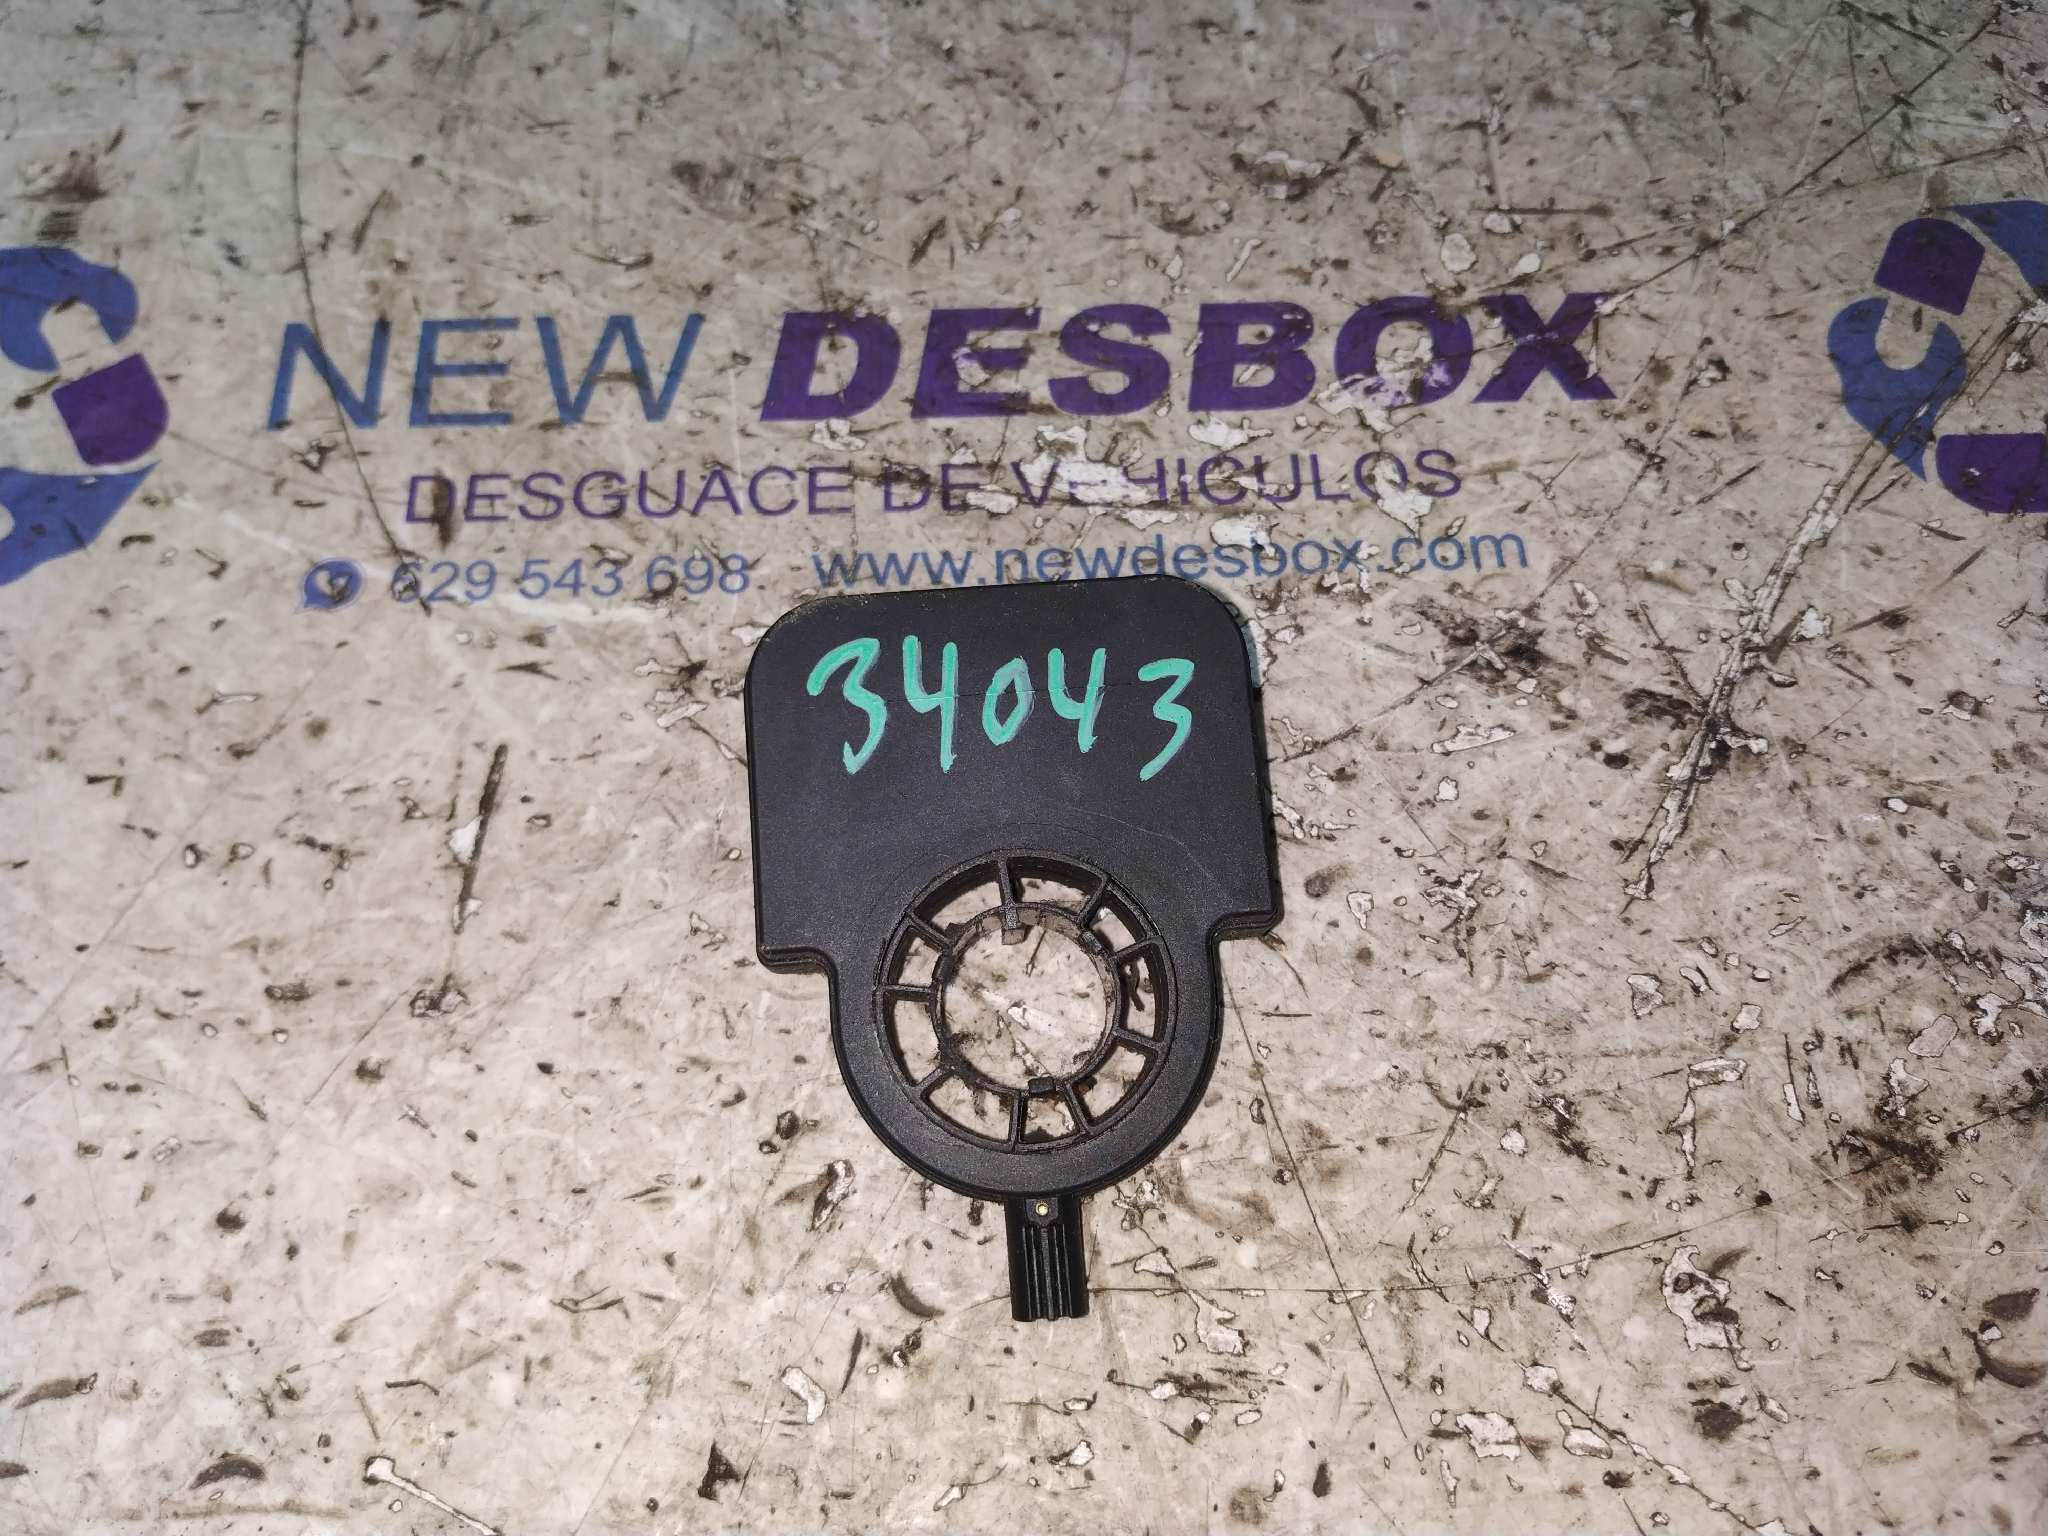 NEW DESBOX
DESGUACE DE VEHICULOS
629 543 698 www.newdesbox.com
34043